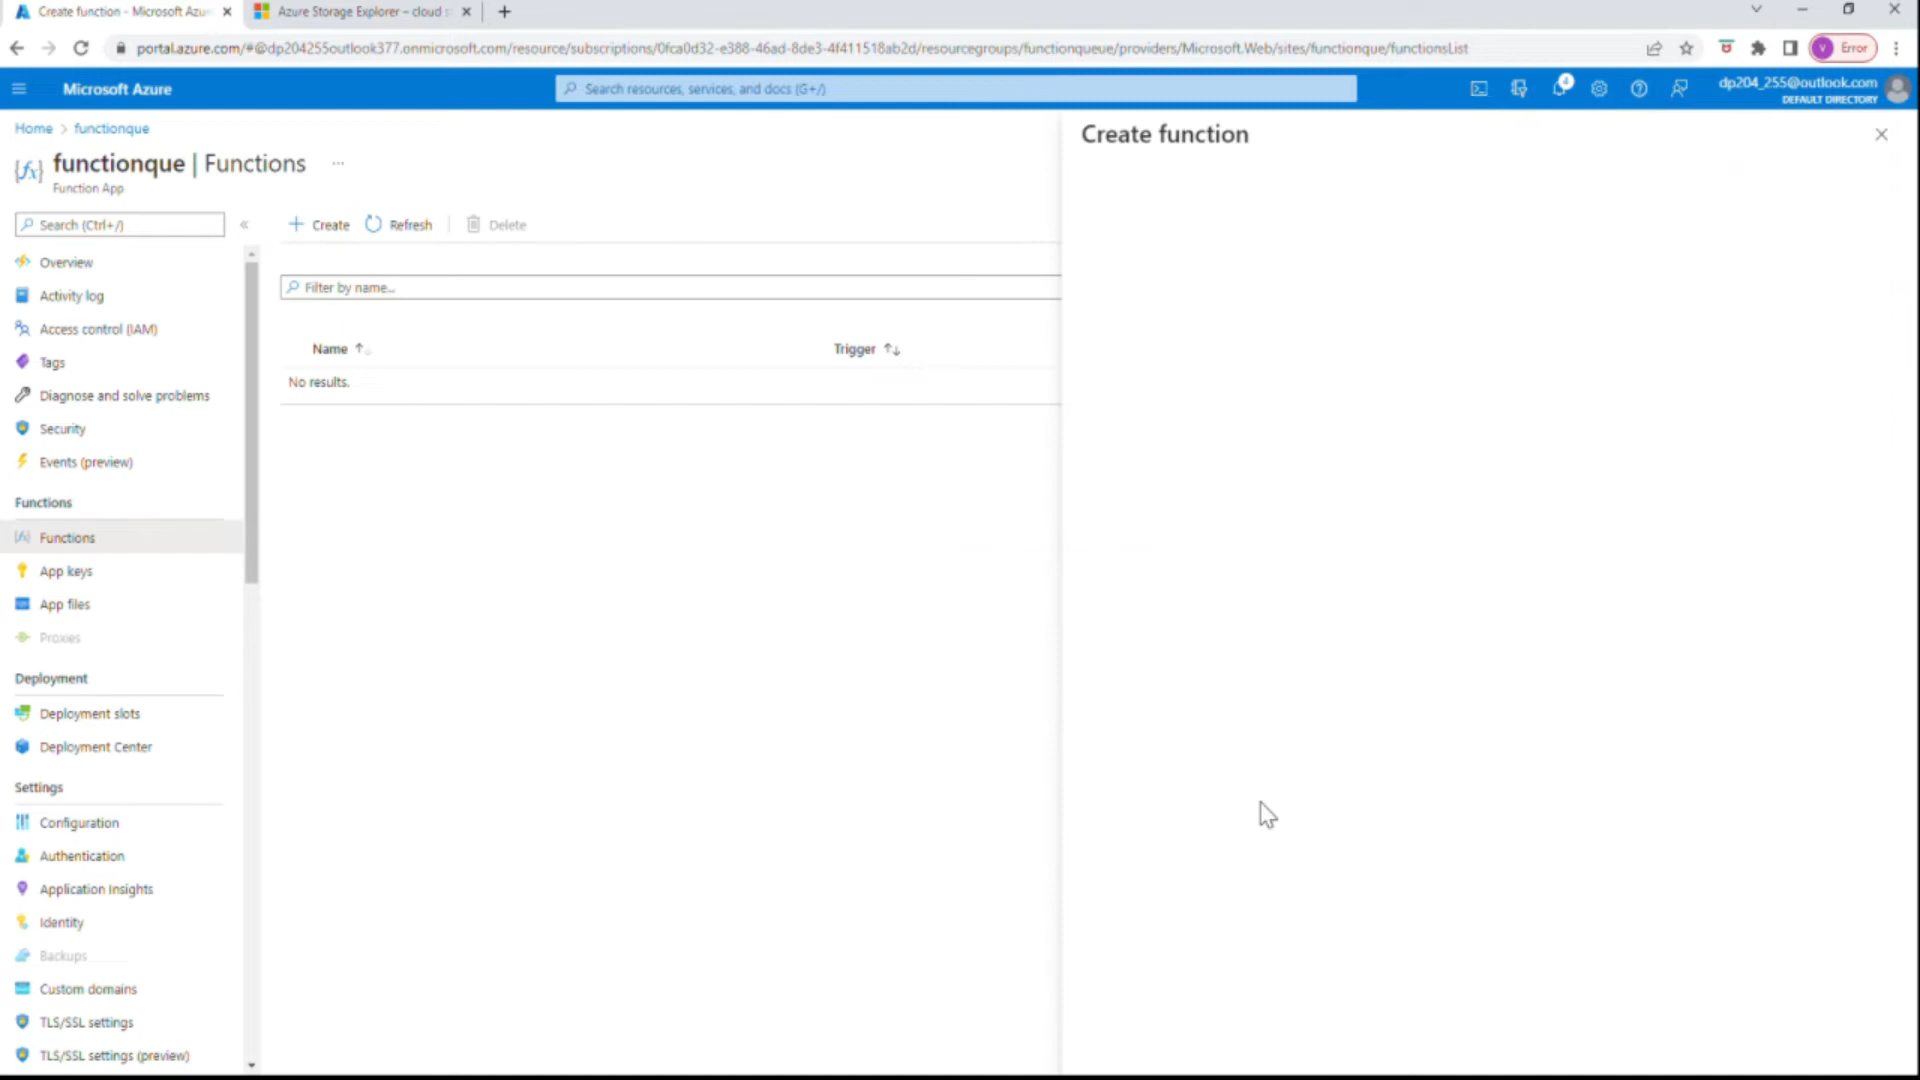 Create function - Microsoft Azur
Azure Storage Explorer – cloud s
portal.azure.com/#@dp204255outlook377.onmicrosoft.com/resource/subscriptions/0fca0d32-e388-46ad-8de3-4f411518ab2d/resourcegroups/functionqueue/providers/Microsoft.Web/sites/functionque/functionsList
V Error
Microsoft Azure
Search resources, services, and docs (G+/)
4
dp204_255@outlook.com
DEFAULT DIRECTORY
Home > functionque
functionque | Functions ...
Function App
Create function
Search (Ctrl+/)
«
Create
Refresh
Delete
Filter by name...
Name
Trigger
No results.
Overview
Activity log
Access control (IAM)
Tags
Diagnose and solve problems
Security
Events (preview)
Functions
Functions
App keys
App files
Proxies
Deployment
Deployment slots
Deployment Center
Settings
Configuration
Authentication
Application Insights
Identity
Backups
Custom domains
TLS/SSL settings
TLS/SSL settings (preview)